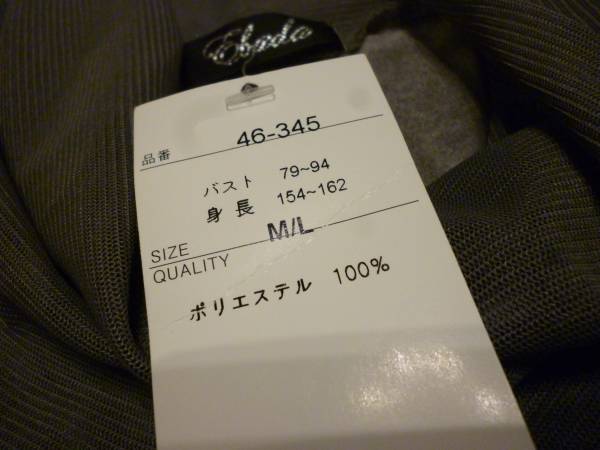 品番 46-345
バスト 79~94
身長 154~162
SIZE M/L
QUALITY
ポリエステル 100%